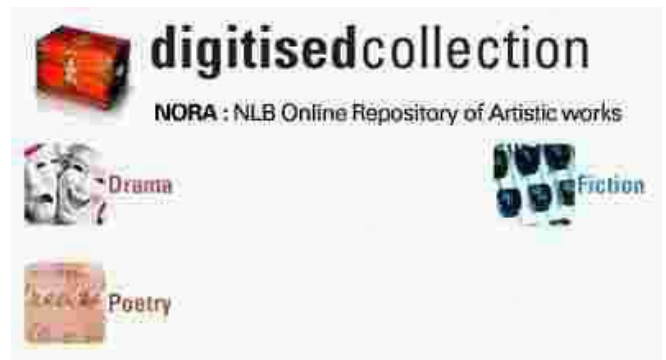 digitisedcollection
NORA : NLB Online Repository of Artistic works
Drama
Fiction
Poetry